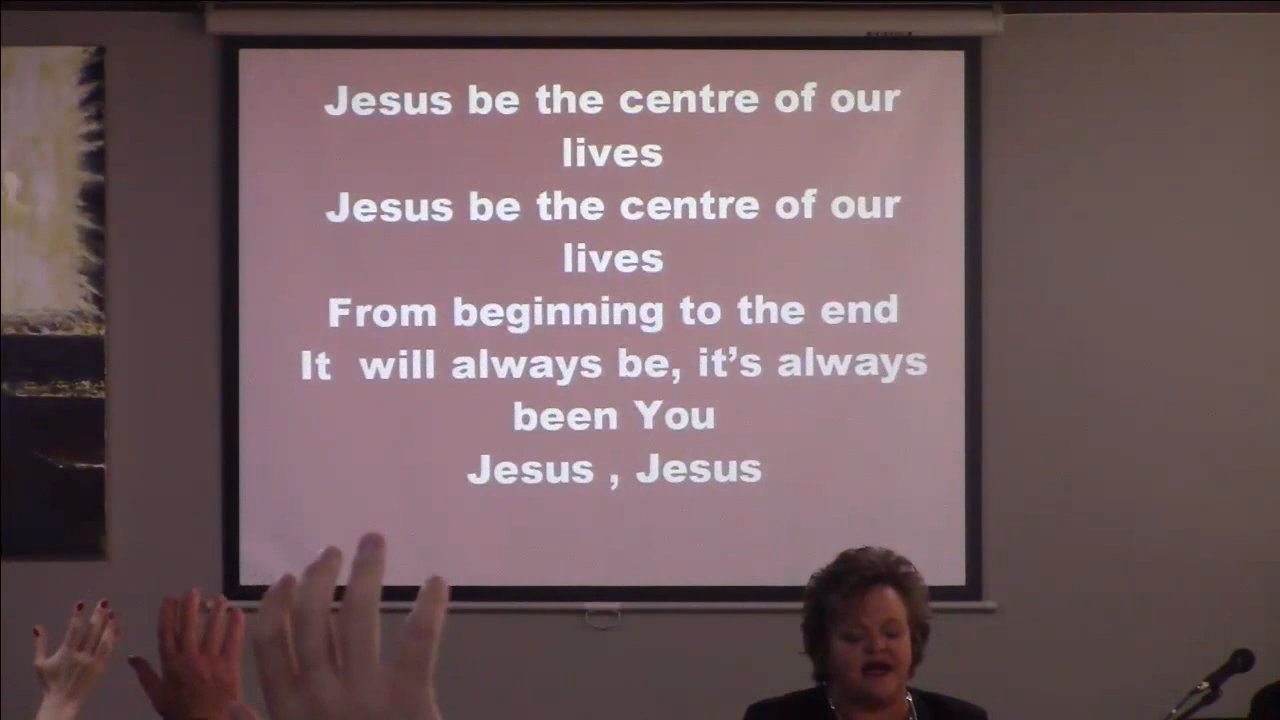 Jesus be the centre of our
lives
Jesus be the centre of our
lives
From beginning to the end
It  will always be, it’s always
been You
Jesus , Jesus